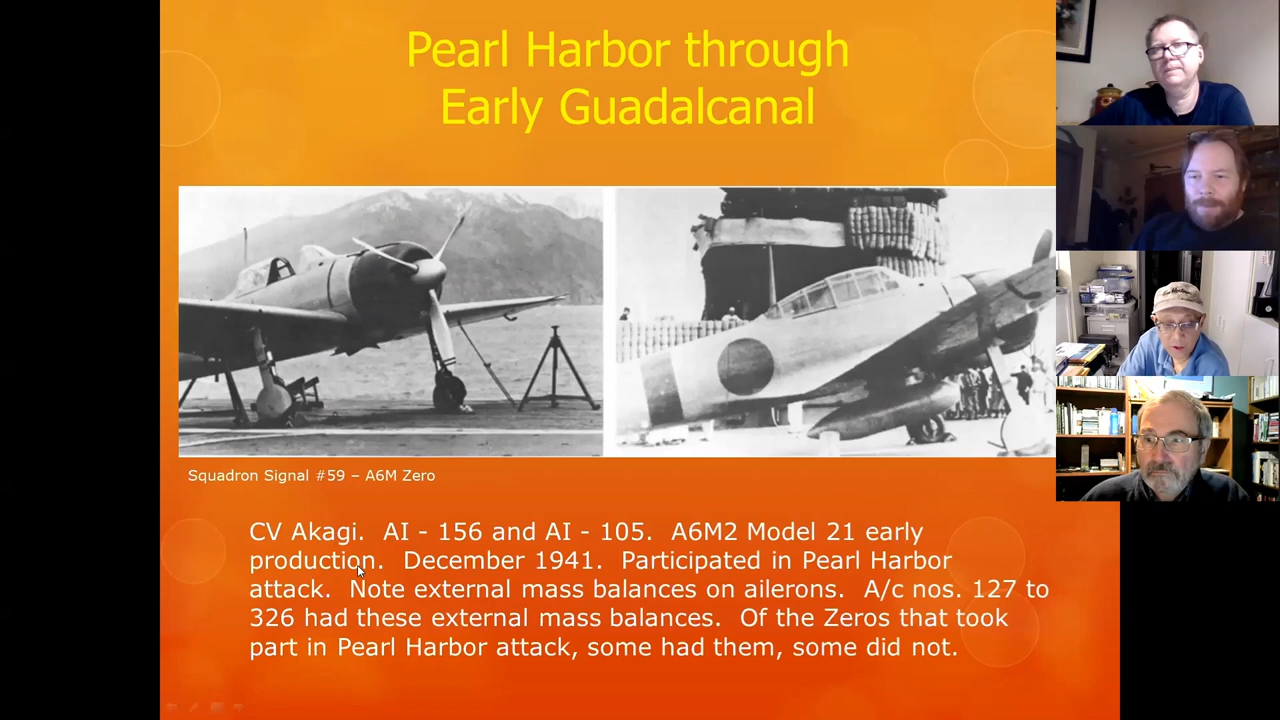 Pearl Harbor through
Early Guadalcanal
Squadron Signal #59 – A6M Zero
CV Akagi.  AI - 156 and AI - 105.  A6M2 Model 21 early
production.  December 1941.  Participated in Pearl Harbor
attack.  Note external mass balances on ailerons.  A/c nos. 127 to
326 had these external mass balances.  Of the Zeros that took
part in Pearl Harbor attack, some had them, some did not.